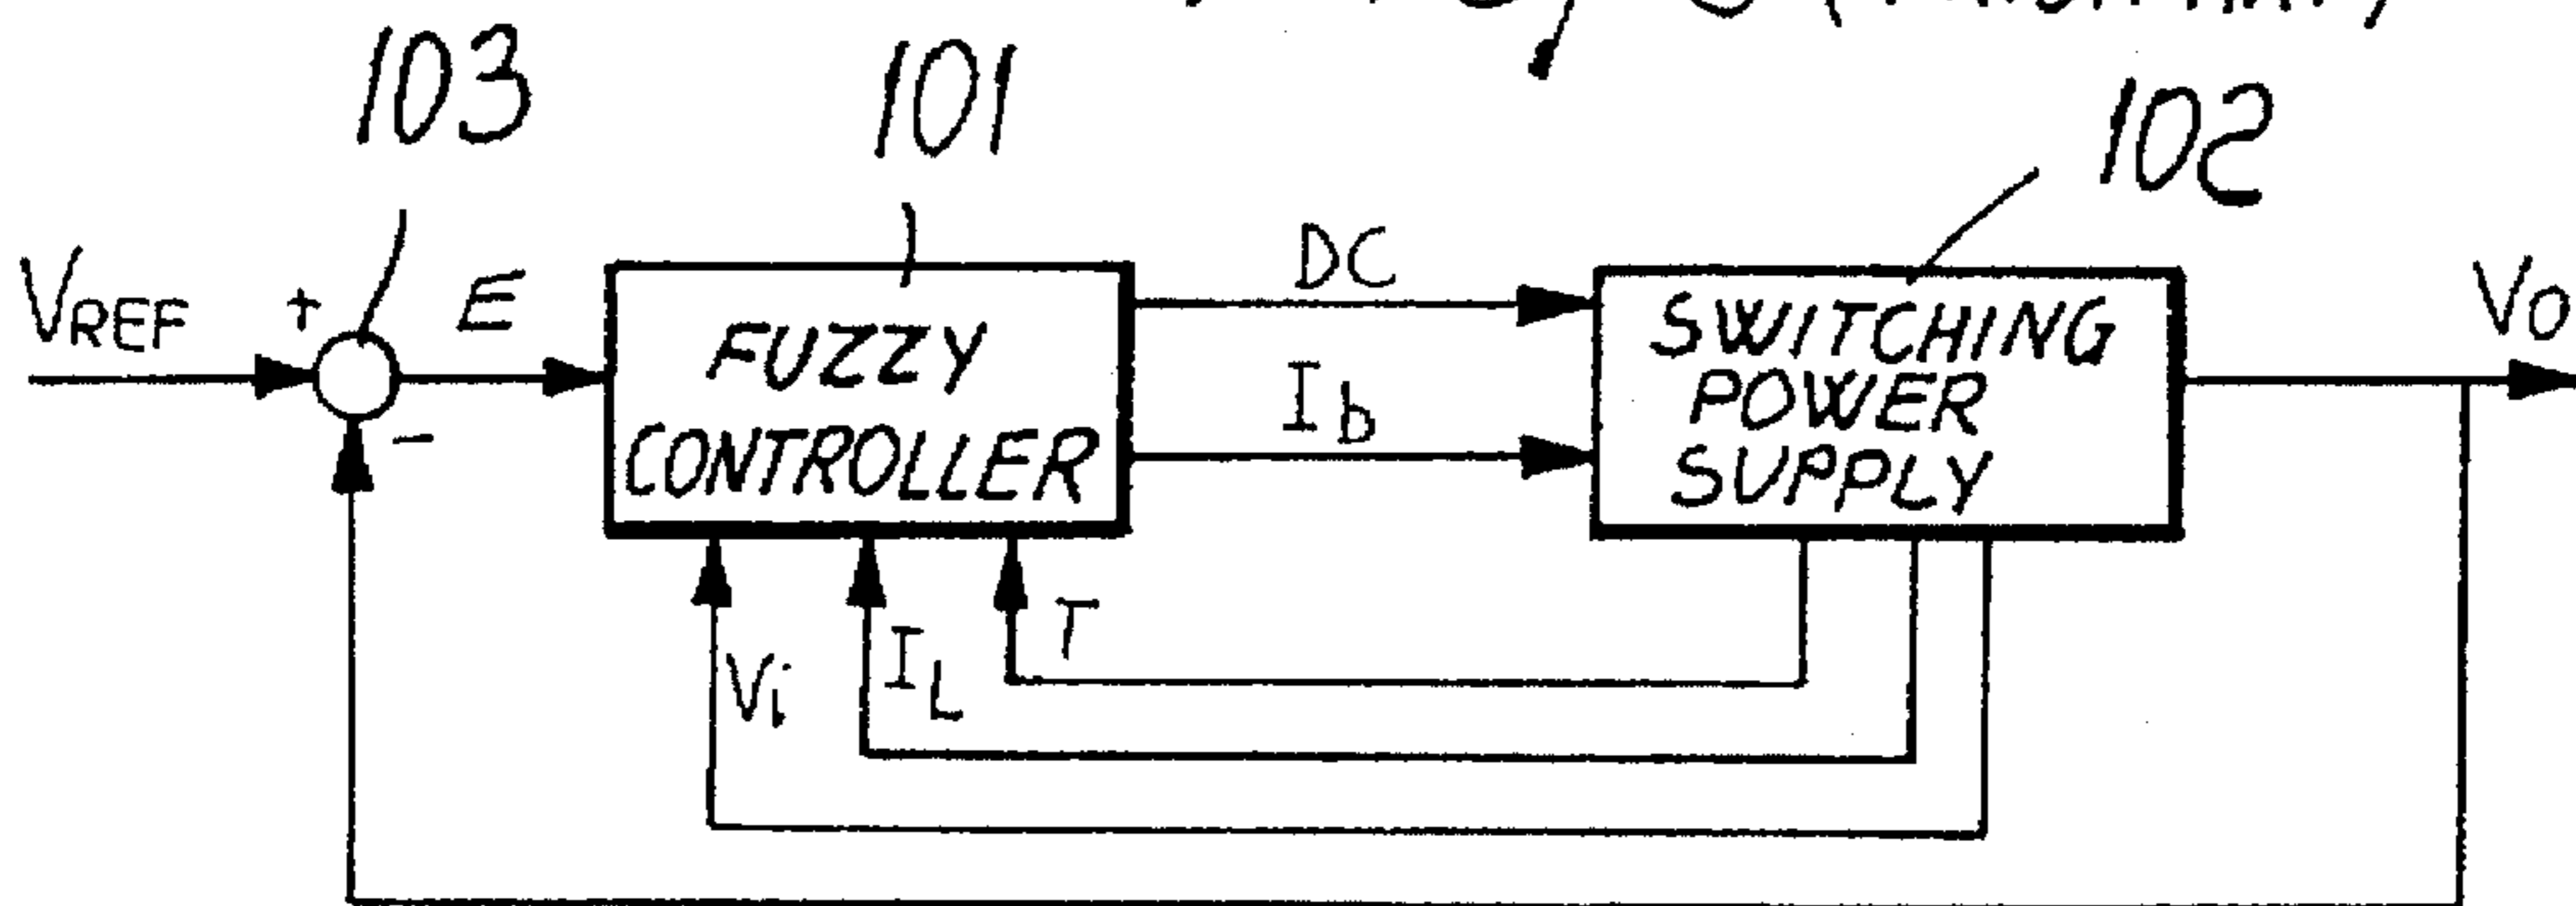 103
101
102
VREF
+
E
-
FUZZY
CONTROLLER
DC
Ib
SWITCHING
POWER
SUPPLY
Vo
Vi
IL
T